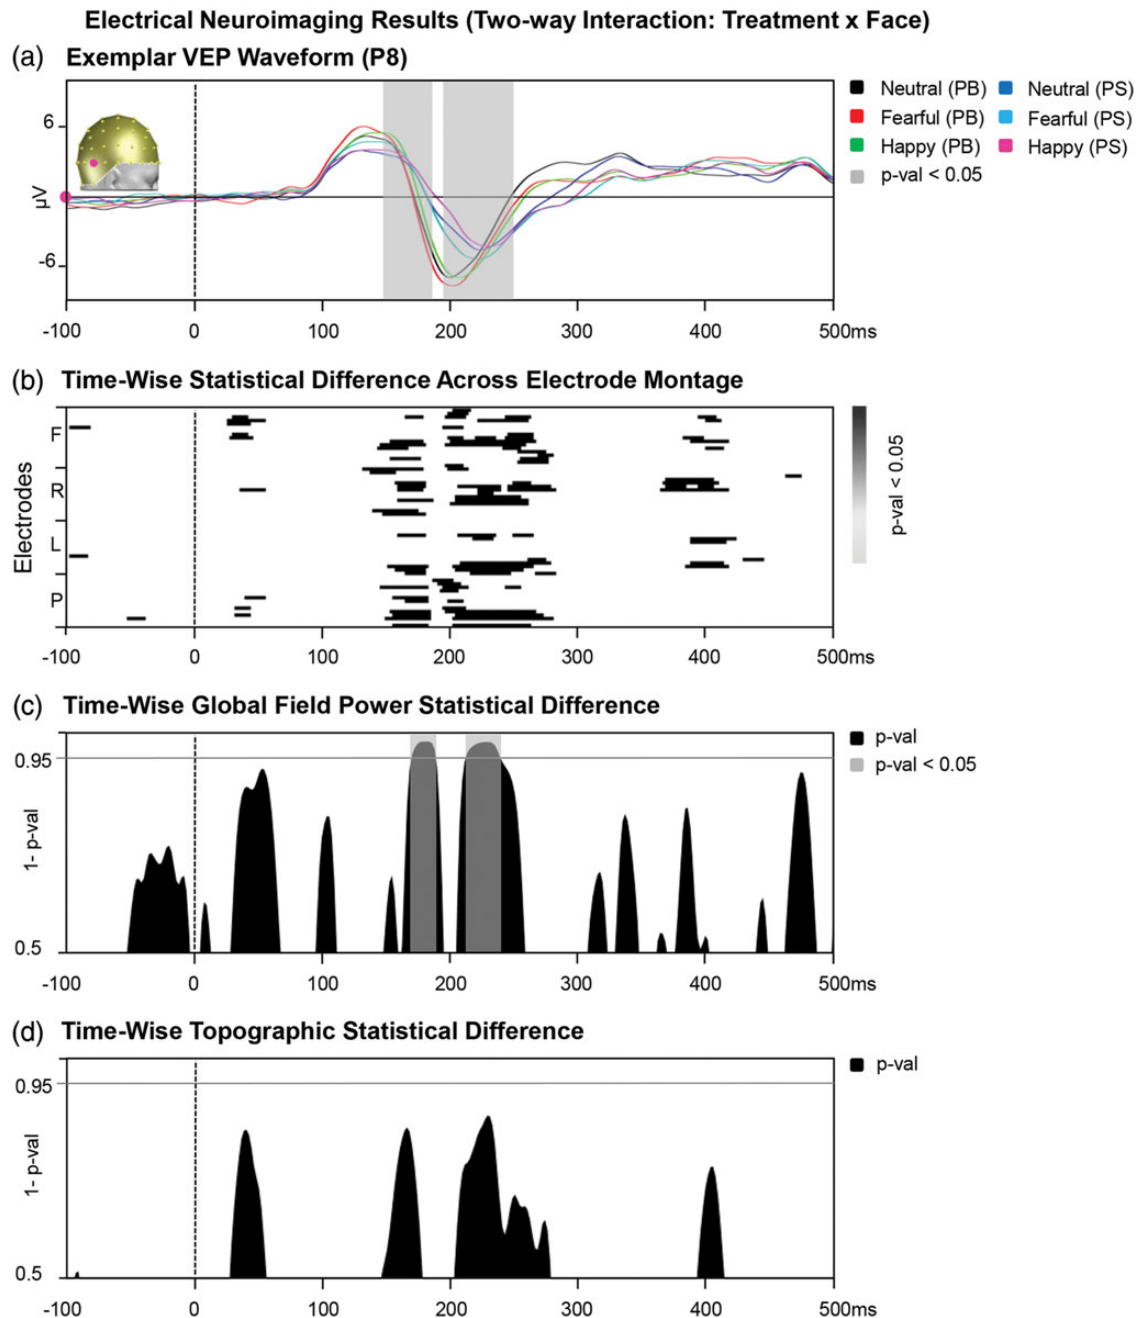 Electrical Neuroimaging Results (Two-way Interaction: Treatment x Face)
(a) Exemplar VEP Waveform (P8)
6
µV
-6
-100 0 100 200 300 400 500ms
Neutral (PB) Neutral (PS)
Fearful (PB) Fearful (PS)
Happy (PB) Happy (PS)
p-val < 0.05
(b) Time-Wise Statistical Difference Across Electrode Montage
Electrodes
F
R
L
P
-100 0 100 200 300 400 500ms
p-val < 0.05
(c) Time-Wise Global Field Power Statistical Difference
0.95
1- p-val
0.5
-100 0 100 200 300 400 500ms
p-val
p-val < 0.05
(d) Time-Wise Topographic Statistical Difference
0.95
1- p-val
0.5
-100 0 100 200 300 400 500ms
p-val